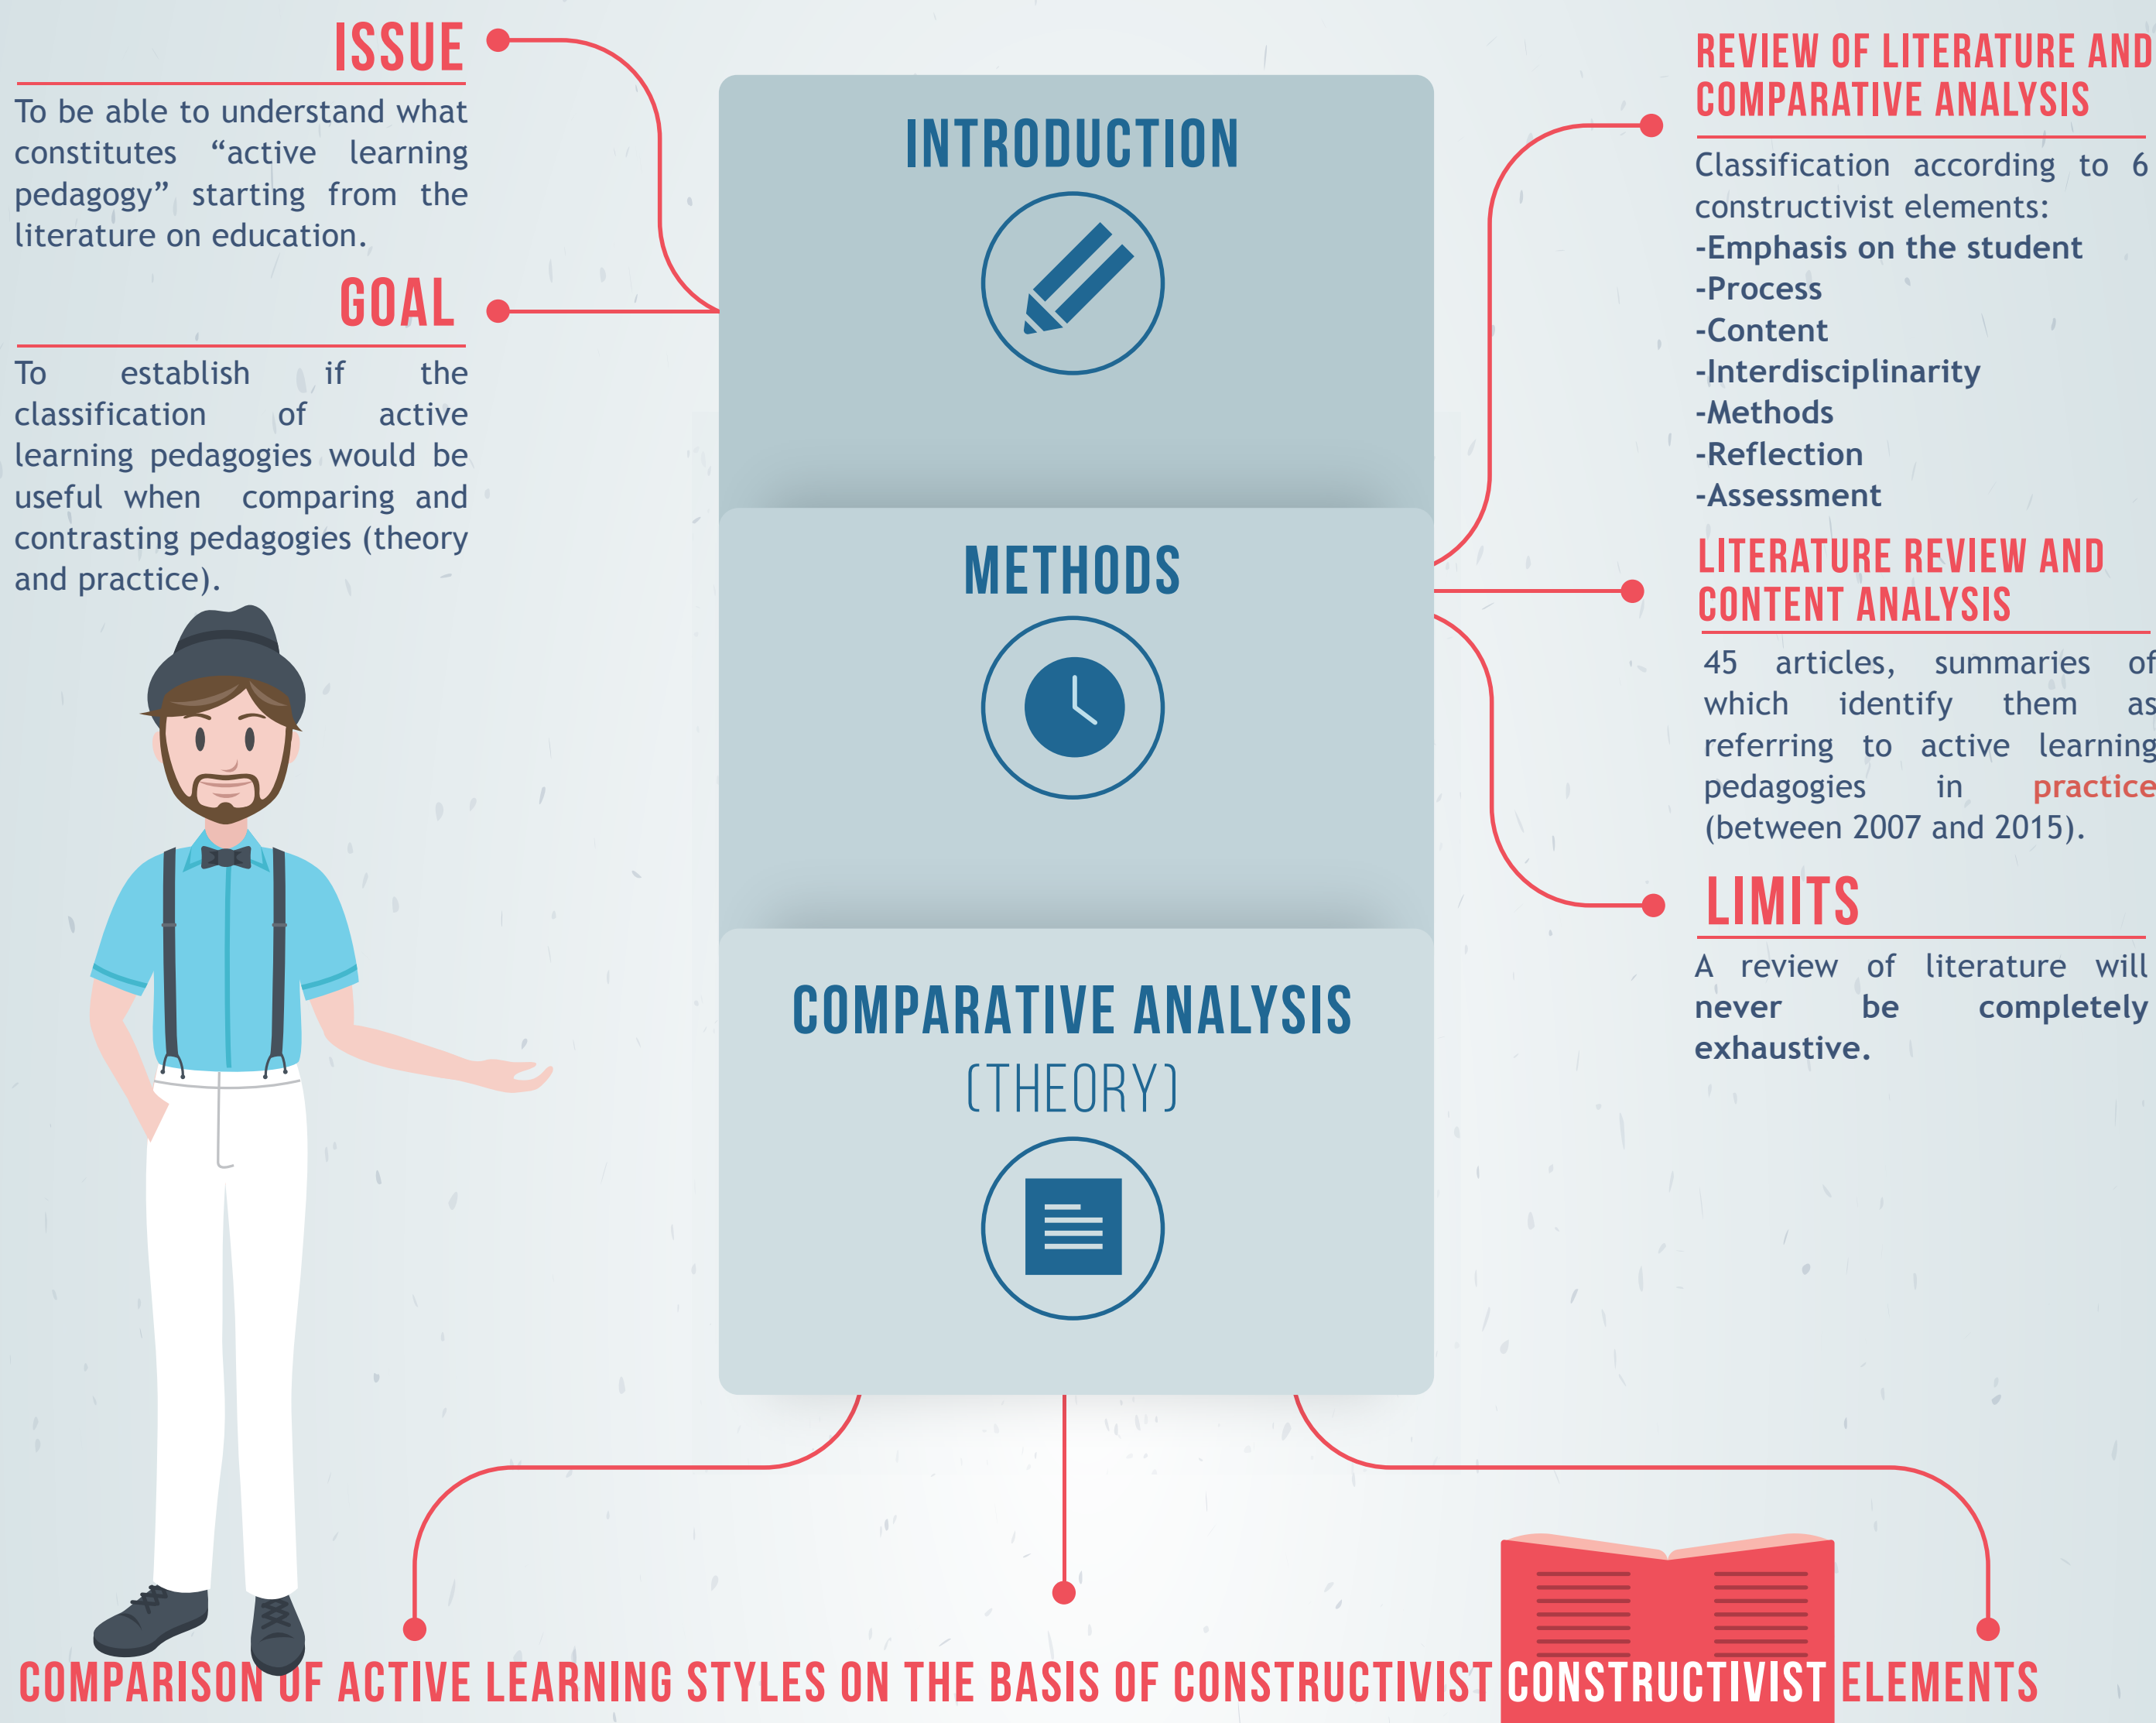 ISSUE
To be able to understand what
constitutes “active learning
pedagogy” starting from the
literature on education.
GOAL
To establish if the
classification of active
learning pedagogies would be
useful when comparing and
contrasting pedagogies (theory
and practice).
INTRODUCTION
METHODS
COMPARATIVE ANALYSIS
(THEORY)
REVIEW OF LITERATURE AND
COMPARATIVE ANALYSIS
Classification according to 6
constructivist elements:
-Emphasis on the student
-Process
-Content
-Interdisciplinarity
-Methods
-Reflection
-Assessment
LITERATURE REVIEW AND
CONTENT ANALYSIS
45 articles, summaries of
which identify them as
referring to active learning
pedagogies in practice
(between 2007 and 2015).
LIMITS
A review of literature will
never be completely
exhaustive.
COMPARISON OF ACTIVE LEARNING STYLES ON THE BASIS OF CONSTRUCTIVIST CONSTRUCTIVIST ELEMENTS